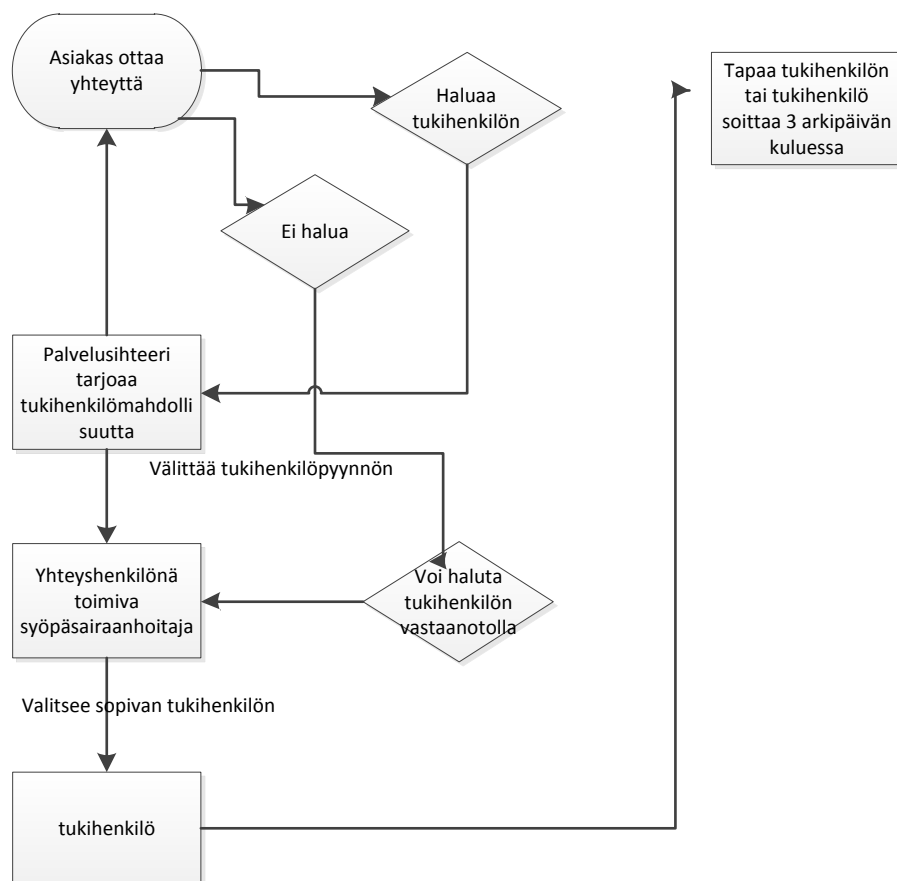 Asiakas ottaa
yhteyttä
Haluaa
tukihenkilön
Tapaa tukihenkilön
tai tukihenkilö
soittaa 3 arkipäivän
kuluessa
Ei halua
Palvelusihteeri
tarjoaa
tukihenkilömahdolli
suutta
Välittää tukihenkilöpyynnön
Yhteyshenkilönä
toimiva
syöpäsairaanhoitaja
Voi haluta
tukihenkilön
vastaanotolla
Valitsee sopivan tukihenkilön
tukihenkilö